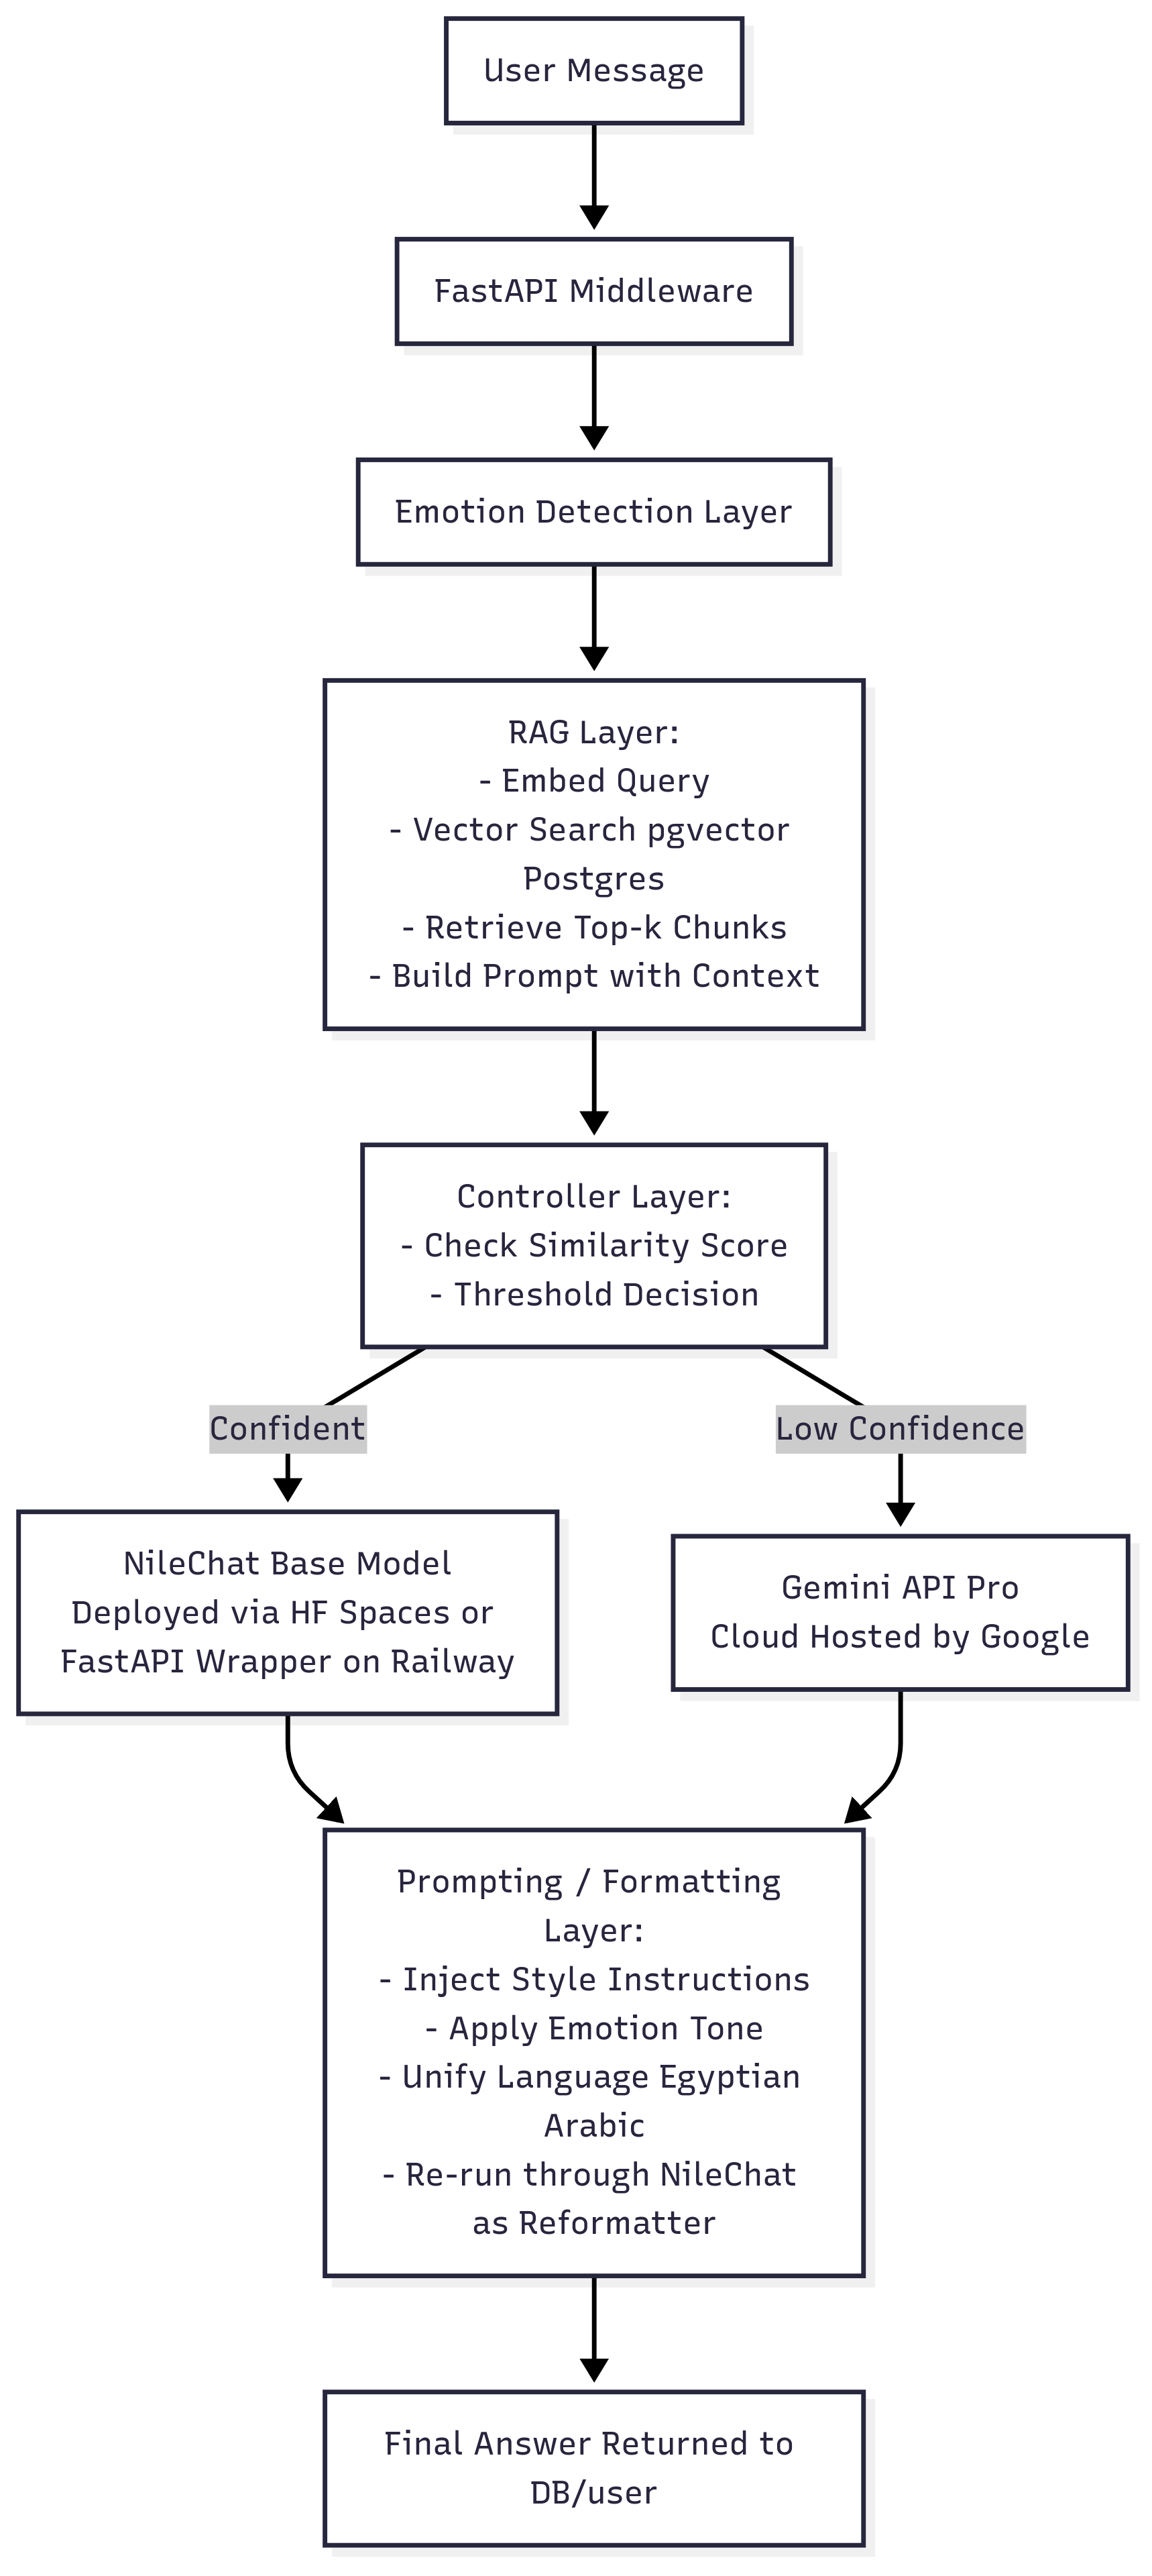 User Message
FastAPI Middleware
Emotion Detection Layer
RAG Layer:
- Embed Query
- Vector Search pgvector
Postgres
- Retrieve Top-k Chunks
- Build Prompt with Context
Controller Layer:
- Check Similarity Score
- Threshold Decision
Confident
Low Confidence
NileChat Base Model
Deployed via HF Spaces or
FastAPI Wrapper on Railway
Gemini API Pro
Cloud Hosted by Google
Prompting / Formatting
Layer:
- Inject Style Instructions
- Apply Emotion Tone
- Unify Language Egyptian
Arabic
- Re-run through NileChat
as Reformatter
Final Answer Returned to
DB/user